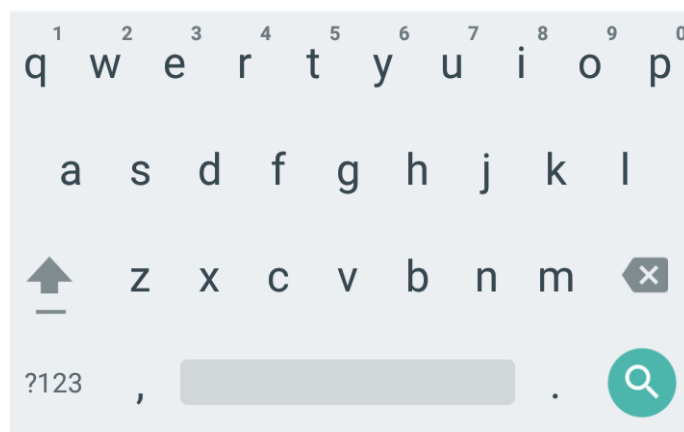 1 2 3 4 5 6 7 8 9 0
q w e r t y u i o p
a s d f g h j k l
z x c v b n m
?123 , .